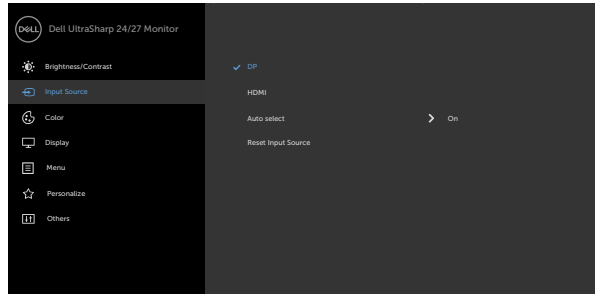 DELL Dell UltraSharp 24/27 Monitor
Brightness/Contrast
DP
Input Source
HDMI
Color
Auto select On
Display
Reset Input Source
Menu
Personalize
Others